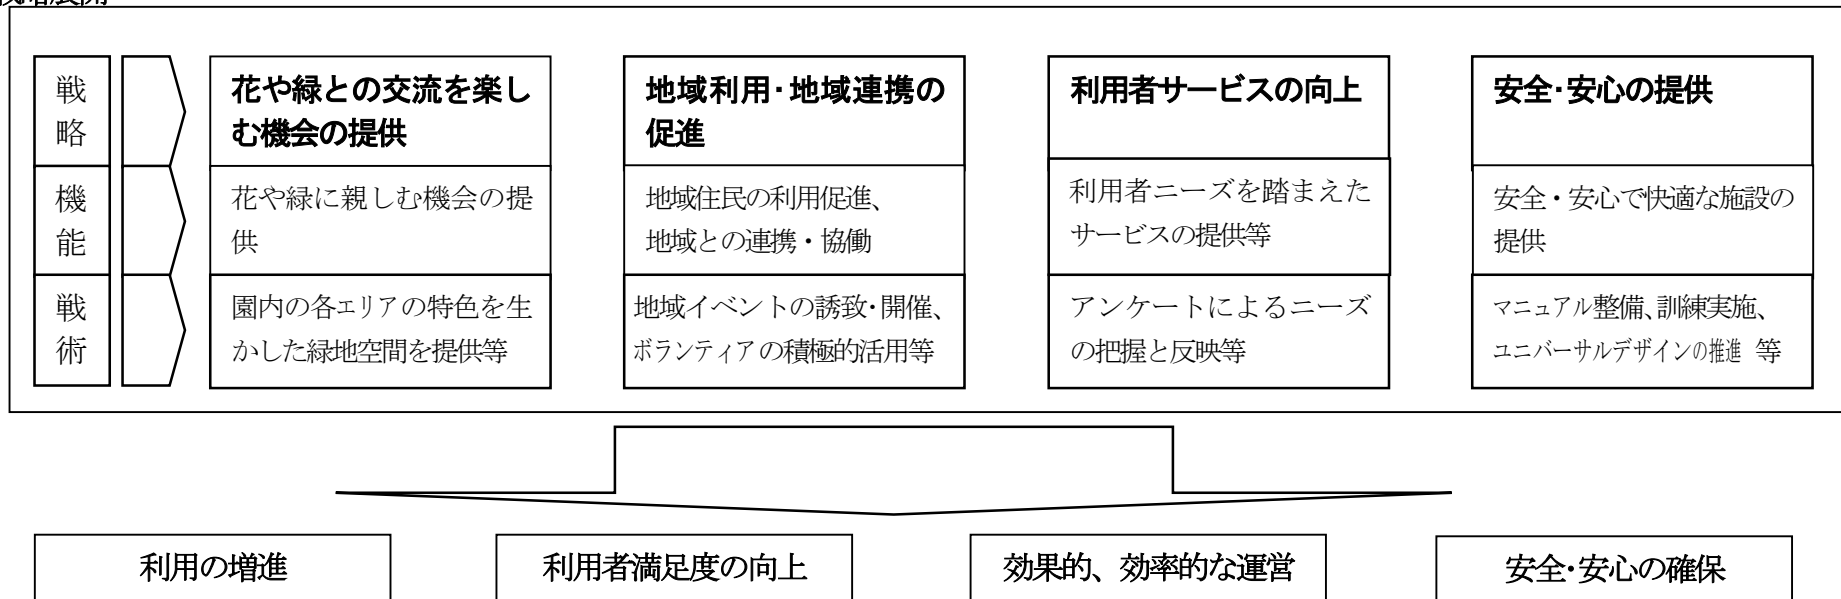 戦略
花や緑との交流を楽し
む機会の提供
地域利用・地域連携の
促進
利用者サービスの向上
安全・安心の提供
機能
花や緑に親しむ機会の提
供
地域住民の利用促進、
地域との連携・協働
利用者ニーズを踏まえた
サービスの提供等
安全・安心で快適な施設の
提供
戦術
園内の各エリアの特色を生
かした緑地空間を提供等
地域イベントの誘致・開催、
ボランティアの積極的活用等
アンケートによるニーズ
の把握と反映等
マニュアル整備、訓練実施、
ユニバーサルデザインの推進 等
利用の増進
利用者満足度の向上
効果的、効率的な運営
安全・安心の確保